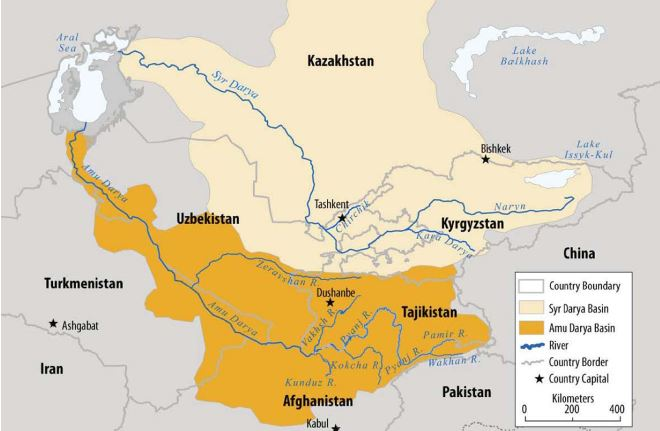 Aral
Sea
Kazakhstan
Lake
Balkhash
Syr Darya
Bishkek
Lake
Issyk-Kul
Amu Darya
Tashkent
Chirchik
Naryn
Uzbekistan
Kyrgyzstan
Kara Darya
China
Zeravshan R.
Turkmenistan
Dushanbe
Tajikistan
Amu Darya
Vakhsh R.
Pyanj R.
Pamir R.
Ashgabat
Pyanj R.
Wakhan R.
Kokcha R.
Iran
Kunduz R.
Pakistan
Afghanistan
Kabul
Country Boundary
Syr Darya Basin
Amu Darya Basin
River
Country Border
Country Capital
Kilometers
0 200 400